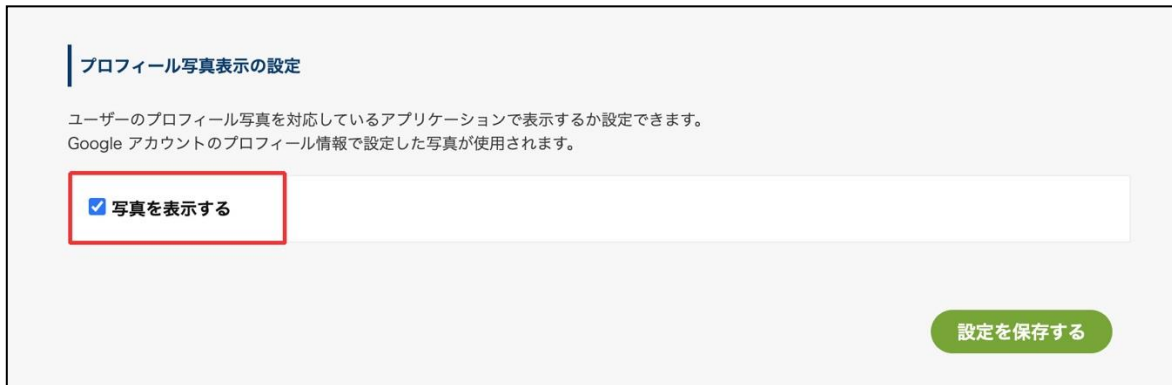 プロフィール写真表示の設定
ユーザーのプロフィール写真を対応しているアプリケーションで表示するか設定できます。
Google アカウントのプロフィール情報で設定した写真が使用されます。
写真を表示する
設定を保存する